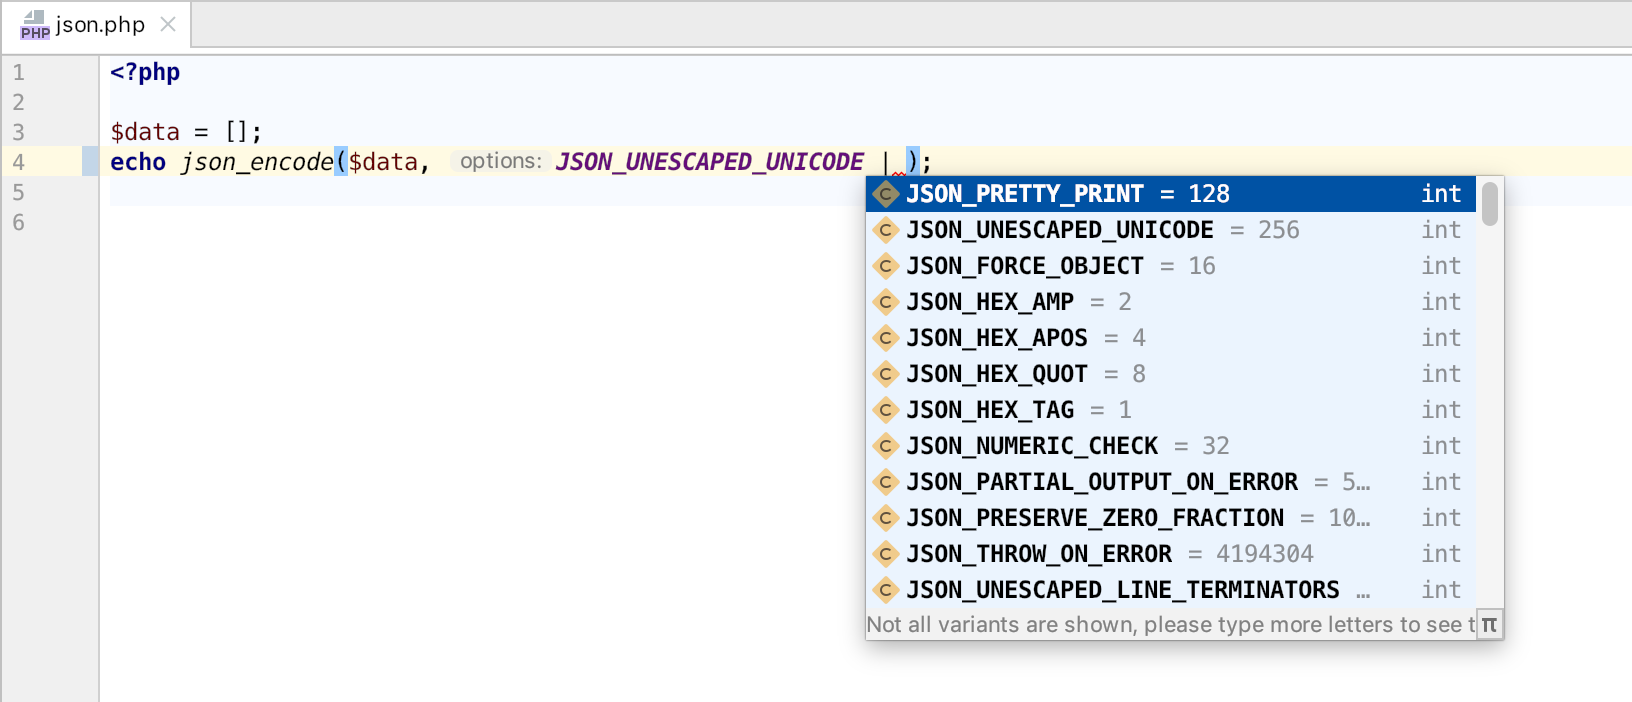 PHP json.php
1 <?php
2
3 $data = [];
4 echo json_encode($data, options: JSON_UNESCAPED_UNICODE | );
5
6
C JSON_PRETTY_PRINT = 128 int
C JSON_UNESCAPED_UNICODE = 256 int
C JSON_FORCE_OBJECT = 16 int
C JSON_HEX_AMP = 2 int
C JSON_HEX_APOS = 4 int
C JSON_HEX_QUOT = 8 int
C JSON_HEX_TAG = 1 int
C JSON_NUMERIC_CHECK = 32 int
C JSON_PARTIAL_OUTPUT_ON_ERROR = 5… int
C JSON_PRESERVE_ZERO_FRACTION = 10… int
C JSON_THROW_ON_ERROR = 4194304 int
C JSON_UNESCAPED_LINE_TERMINATORS … int
Not all variants are shown, please type more letters to see t π